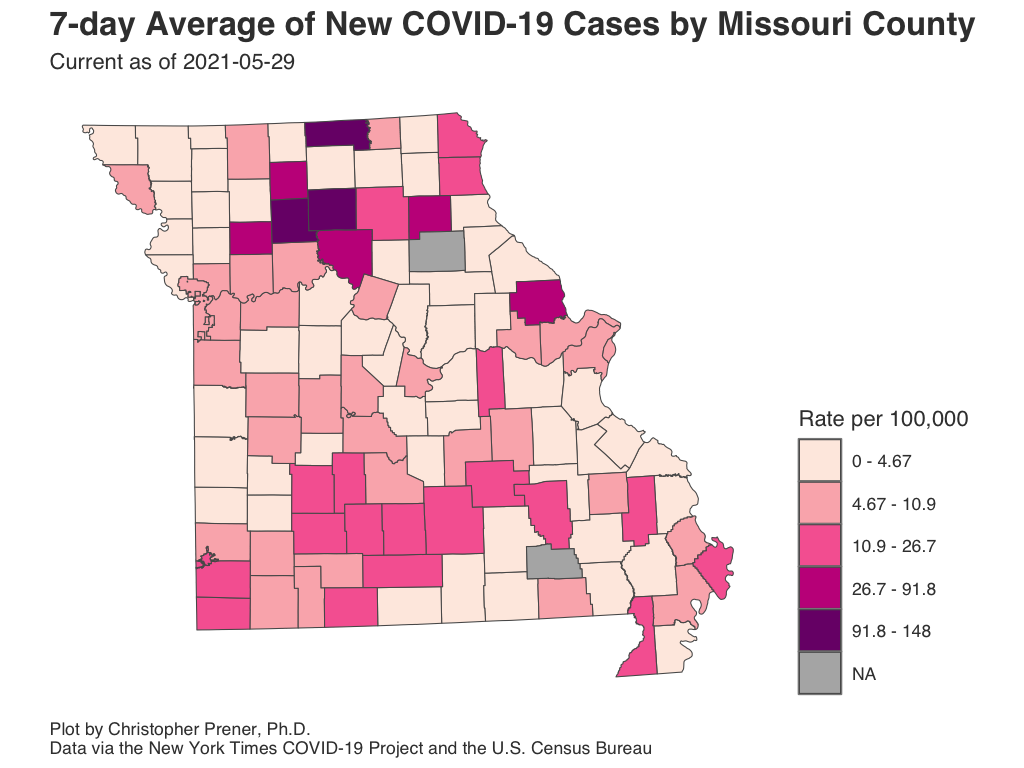 7-day Average of New COVID-19 Cases by Missouri County
Current as of 2021-05-29
Rate per 100,000
0 - 4.67
4.67 - 10.9
10.9 - 26.7
26.7 - 91.8
91.8 - 148
NA
Plot by Christopher Prener, Ph.D.
Data via the New York Times COVID-19 Project and the U.S. Census Bureau